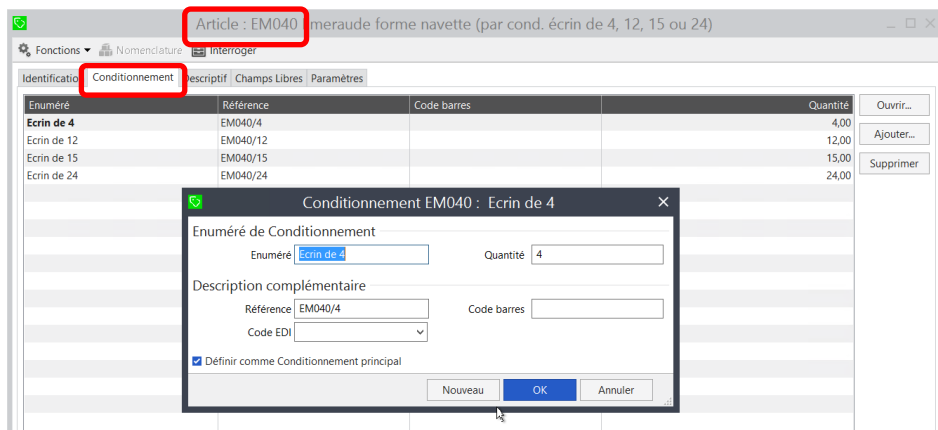 Article : EM040 meraude forme navette (par cond. écrin de 4, 12, 15 ou 24)
Fonctions Nomenclature Interroger
Identification Conditionnement Descriptif Champs Libres Paramètres
Enuméré Référence Code barres Quantité Ouvrir...
Ecrin de 4 EM040/4 4,00
Ajouter...
Ecrin de 12 EM040/12 12,00
Ecrin de 15 EM040/15 15,00
Supprimer
Ecrin de 24 EM040/24 24,00
Conditionnement EM040 : Ecrin de 4
Enuméré de Conditionnement
Enuméré Ecrin de 4 Quantité 4
Description complémentaire
Référence EM040/4 Code barres
Code EDI
Définir comme Conditionnement principal
Nouveau OK Annuler